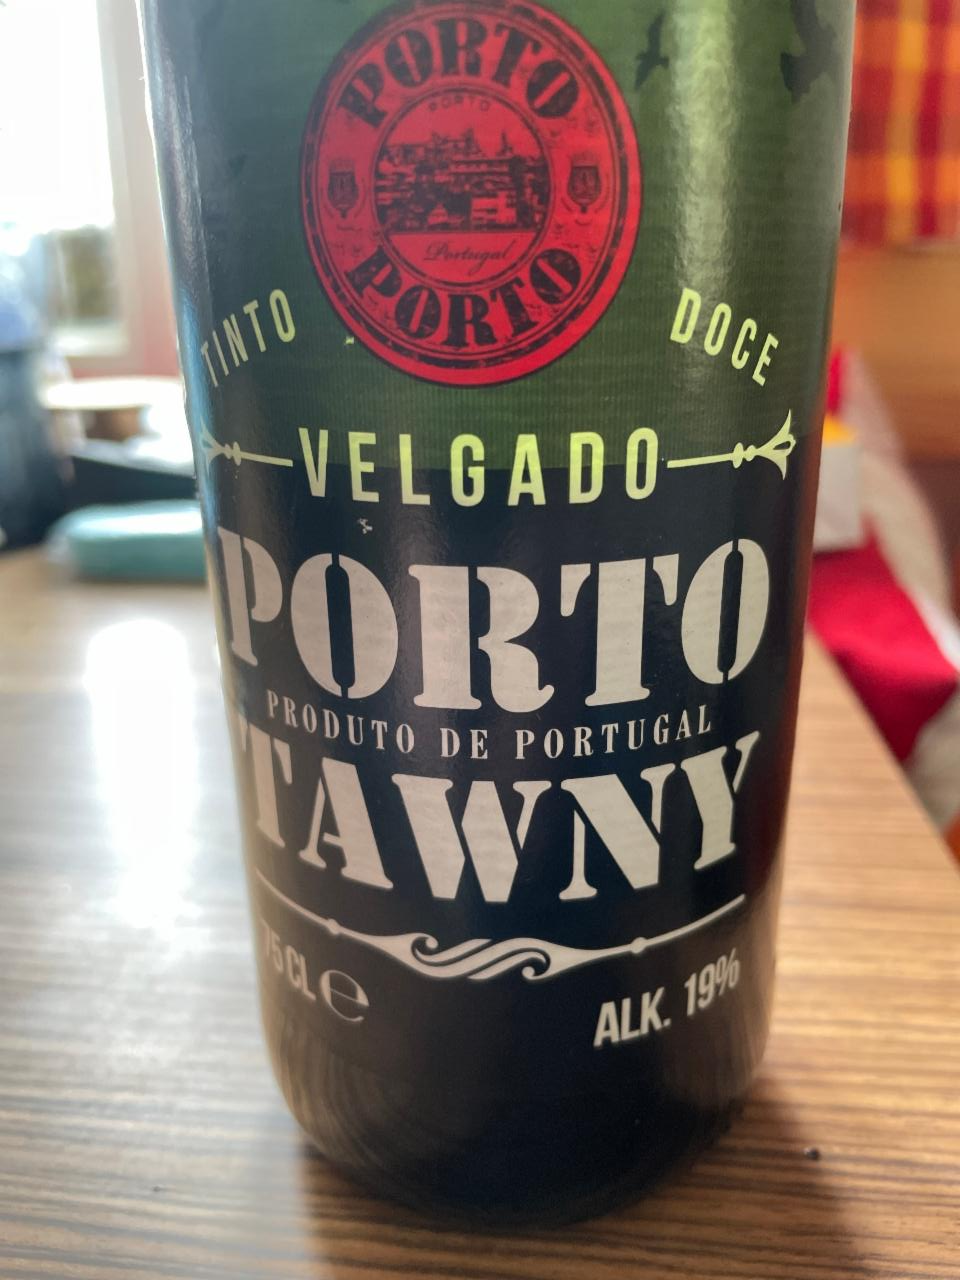 PORTO
PORTO
Portugal
PORTO
TINTO
DOCE
VELGADO
PORTO
PRODUTO DE PORTUGAL
TAWNY
75CL e
ALK. 19%